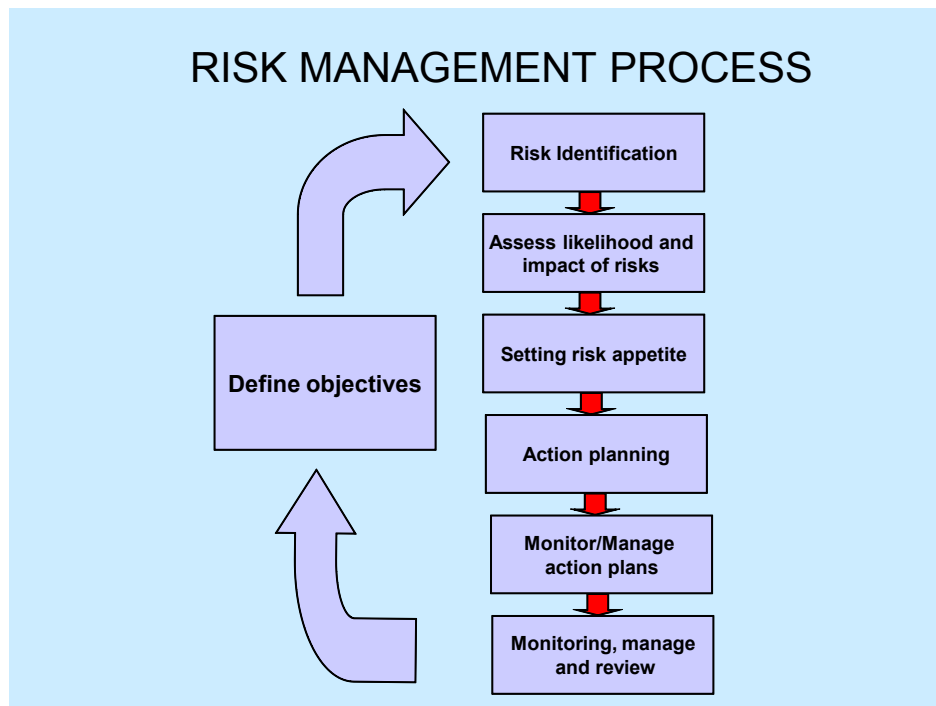 RISK MANAGEMENT PROCESS
Risk Identification
Assess likelihood and
impact of risks
Setting risk appetite
Define objectives
Action planning
Monitor/Manage
action plans
Monitoring, manage
and review